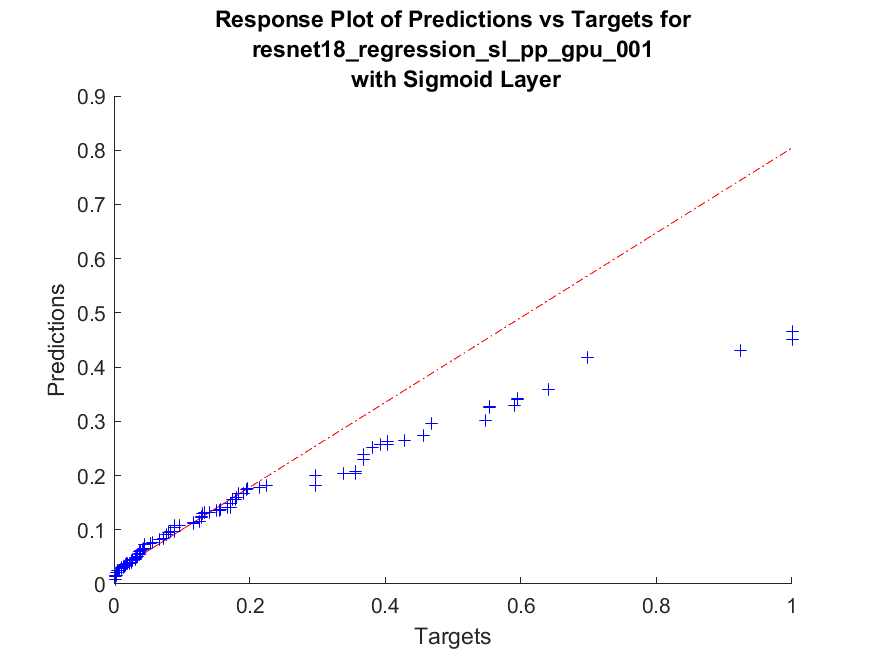 Response Plot of Predictions vs Targets for
resnet18_regression_sl_pp_gpu_001
with Sigmoid Layer
0.9
0.8
0.7
0.6
0.5
0.4
0.3
0.2
0.1
0
Predictions
0 0.2 0.4 0.6 0.8 1
Targets